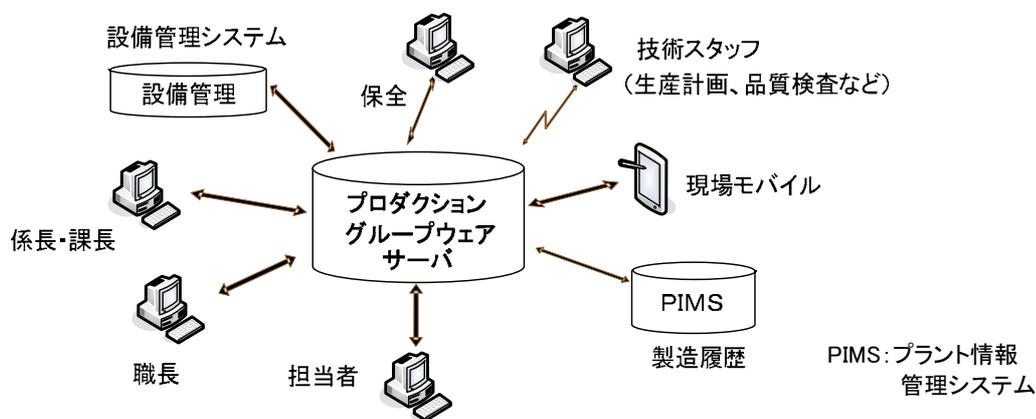 設備管理システム
設備管理
保全
技術スタッフ
(生産計画、品質検査など)
係長・課長
プロダクション
グループウェア
サーバ
現場モバイル
職長
担当者
PIMS
製造履歴
PIMS：プラント情報
管理システム